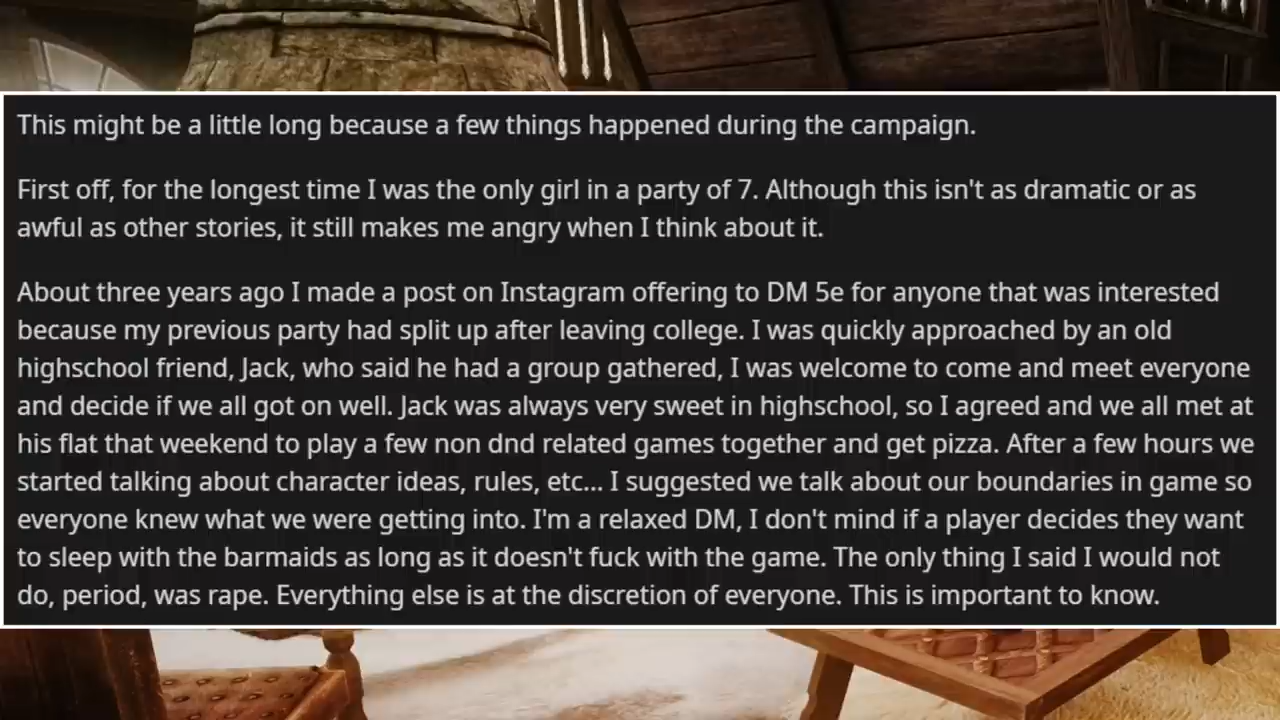 This might be a little long because a few things happened during the campaign.
First off, for the longest time I was the only girl in a party of 7. Although this isn't as dramatic or as
awful as other stories, it still makes me angry when I think about it.
About three years ago I made a post on Instagram offering to DM 5e for anyone that was interested
because my previous party had split up after leaving college. I was quickly approached by an old
highschool friend, Jack, who said he had a group gathered, I was welcome to come and meet everyone
and decide if we all got on well. Jack was always very sweet in highschool, so I agreed and we all met at
his flat that weekend to play a few non dnd related games together and get pizza. After a few hours we
started talking about character ideas, rules, etc... I suggested we talk about our boundaries in game so
everyone knew what we were getting into. I'm a relaxed DM, I don't mind if a player decides they want
to sleep with the barmaids as long as it doesn't fuck with the game. The only thing I said I would not
do, period, was rape. Everything else is at the discretion of everyone. This is important to know.